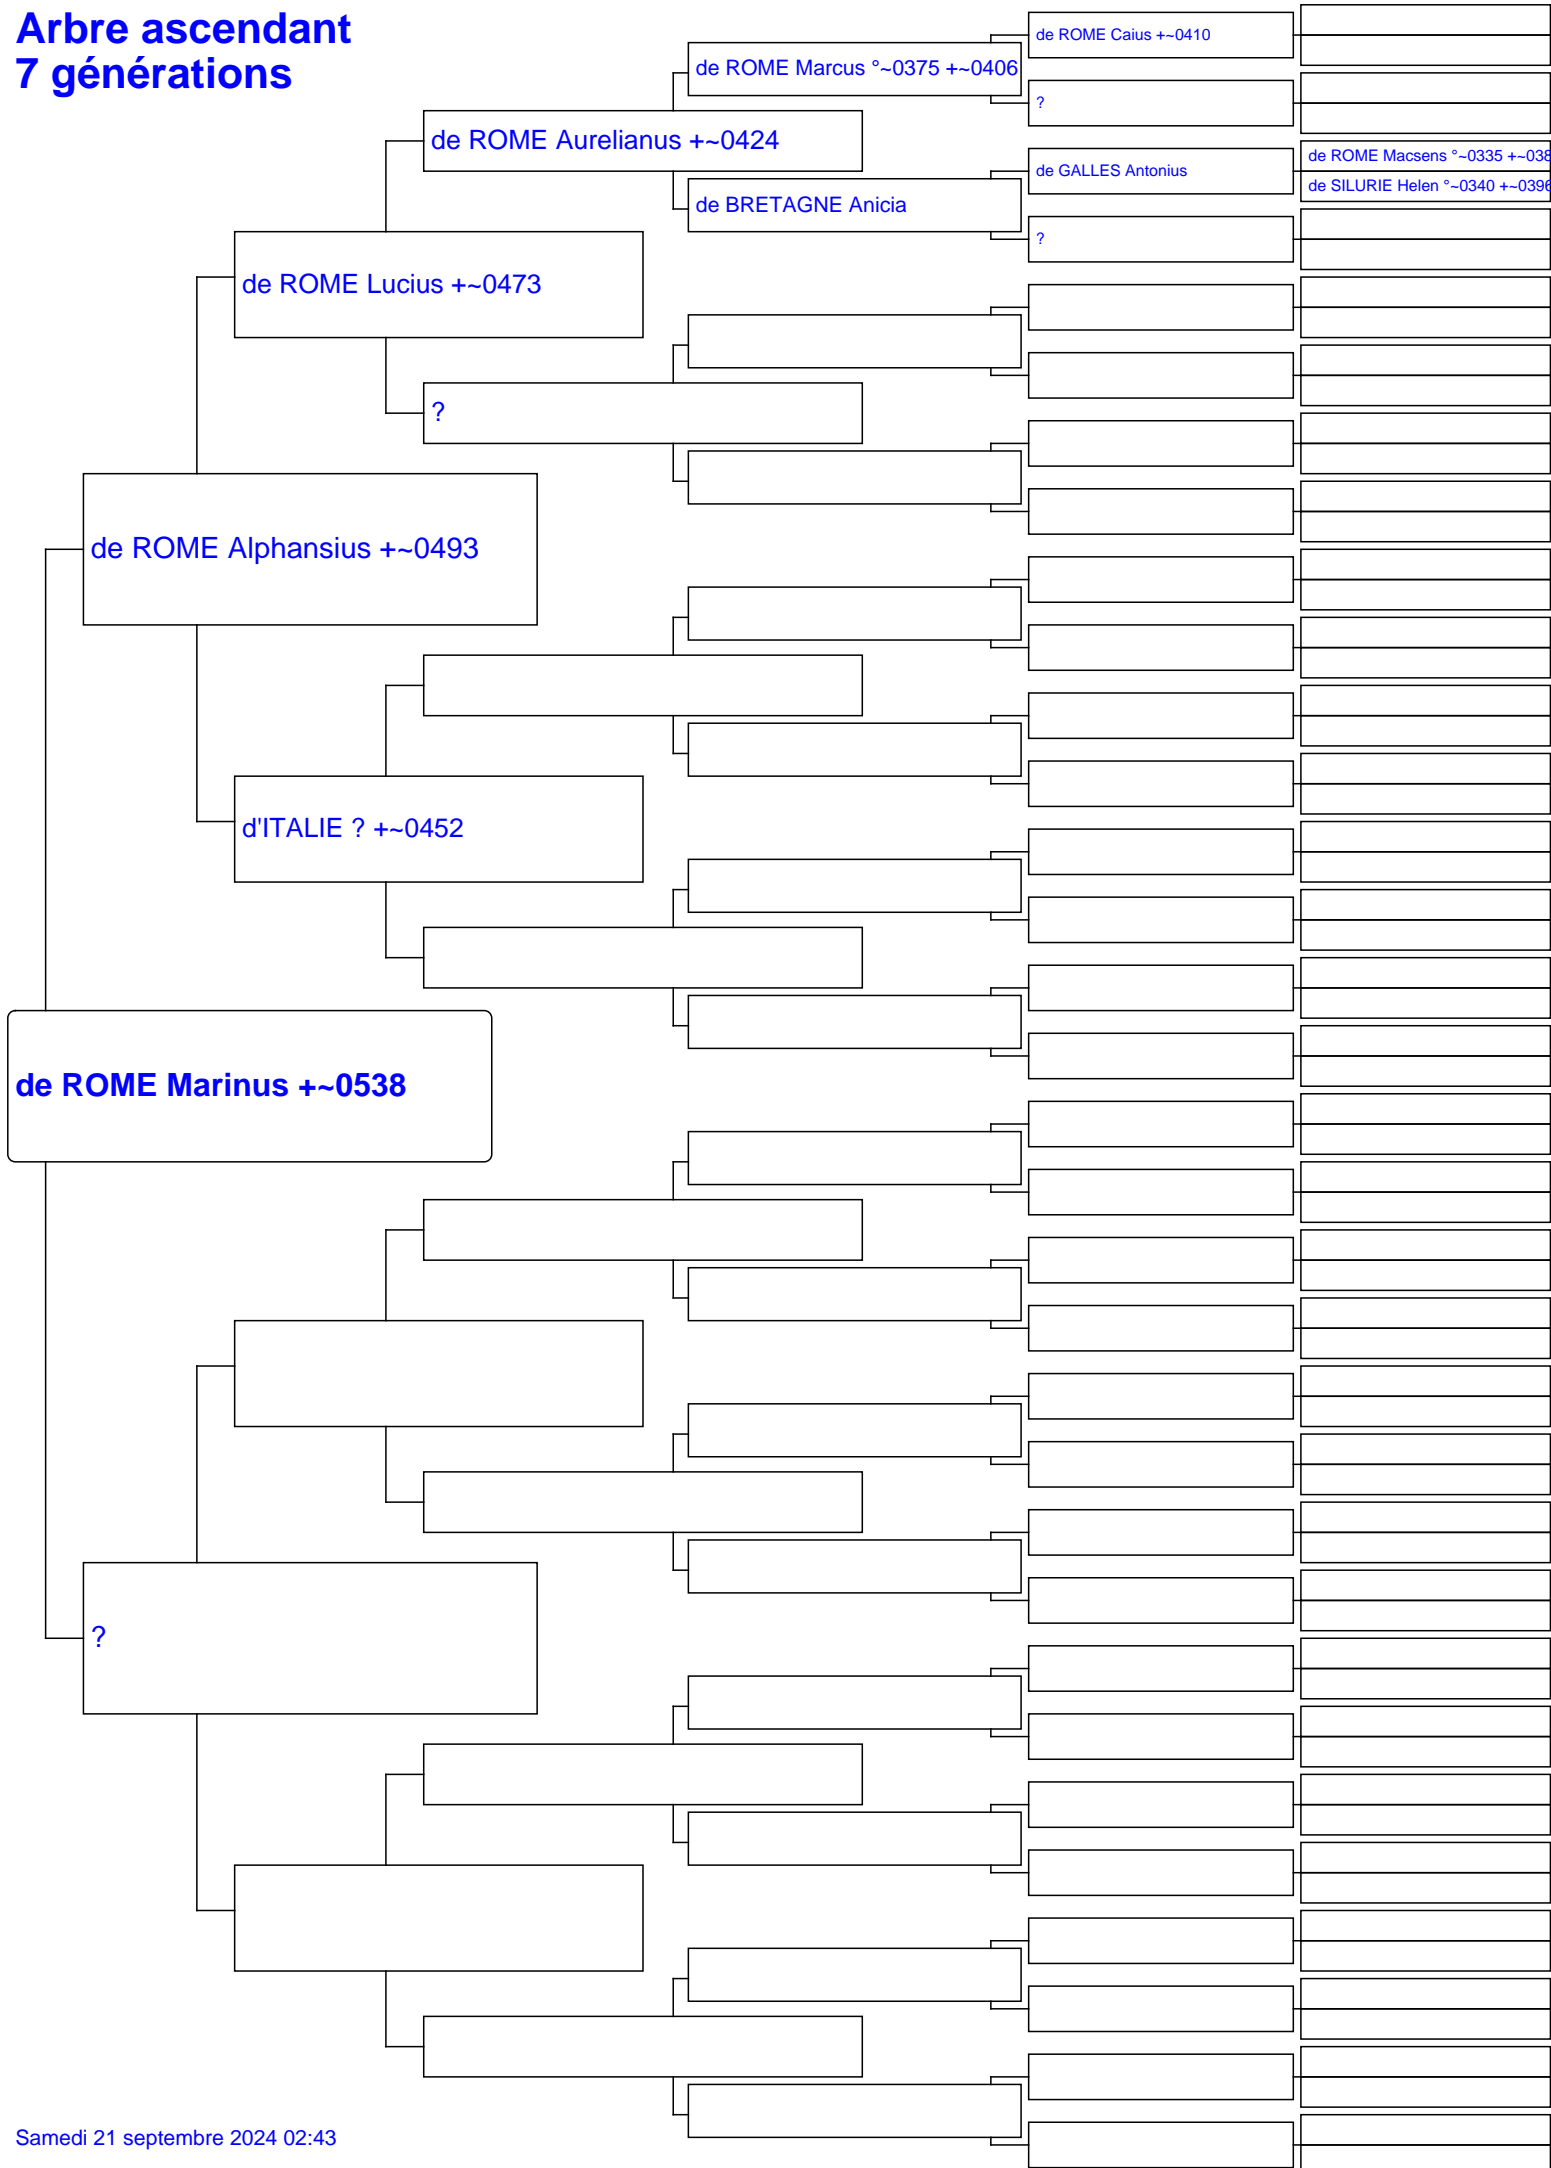 Arbre ascendant
7 générations
de ROME Caius +~0410
de ROME Marcus °~0375 +~0406
?
de ROME Aurelianus +~0424
de ROME Macsens °~0335 +~038
de GALLES Antonius
de SILURIE Helen °~0340 +~0396
de BRETAGNE Anicia
?
de ROME Lucius +~0473
?
de ROME Alphansius +~0493
d'ITALIE ? +~0452
de ROME Marinus +~0538
?
Samedi 21 septembre 2024 02:43